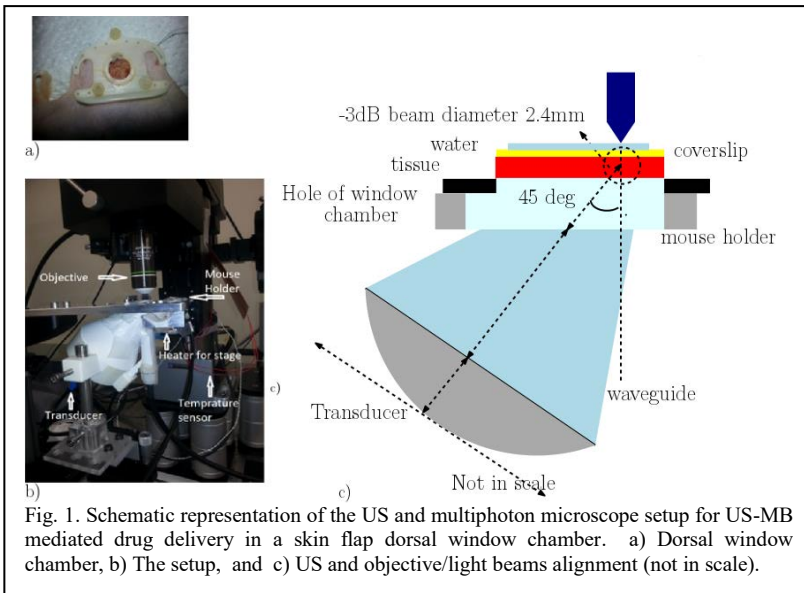 a)
Objective
Mouse
Holder
Heater for stage
Transducer
Temprature
sensor
c)
b)
-3dB beam diameter 2.4mm
water
tissue
coverslip
Hole of window
chamber
45 deg
mouse holder
waveguide
Transducer
Not in scale
c)
Fig. 1. Schematic representation of the US and multiphoton microscope setup for US-MB
mediated drug delivery in a skin flap dorsal window chamber. a) Dorsal window
chamber, b) The setup, and c) US and objective/light beams alignment (not in scale).